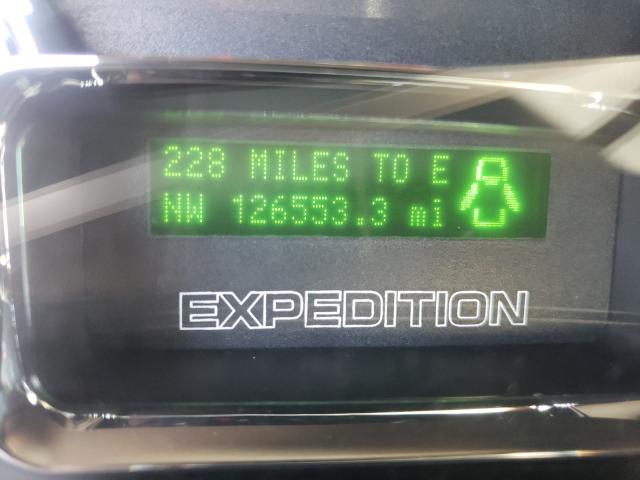 228 MILES TO E
NW 126553.3 mi
EXPEDITION